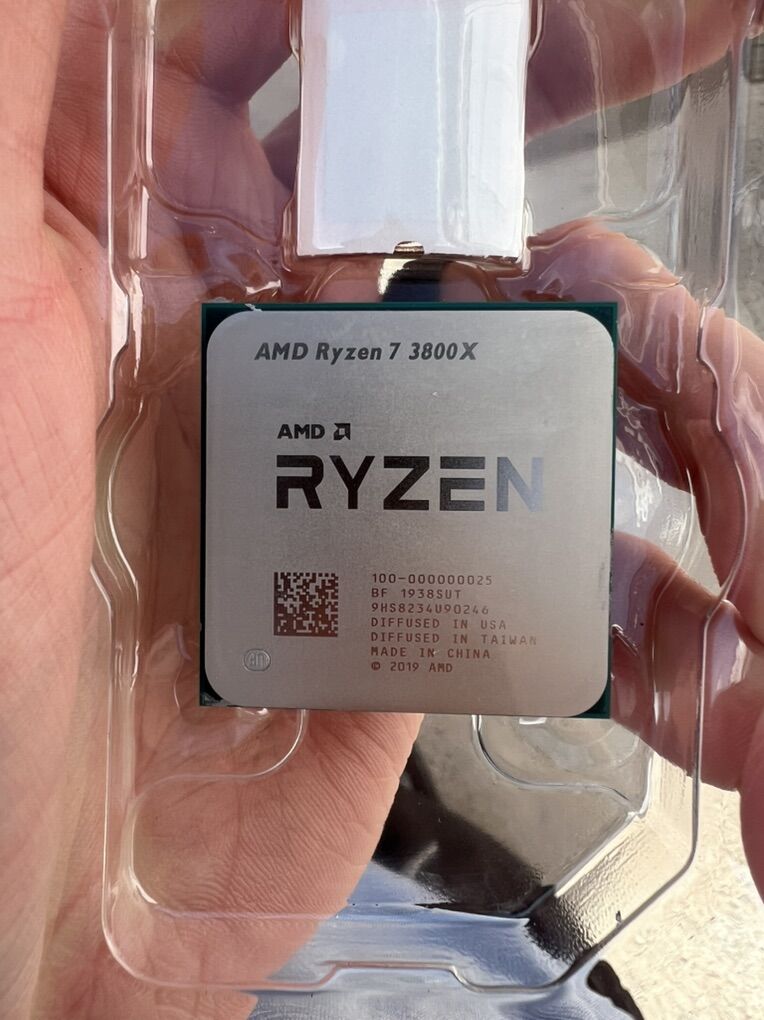 AMD Ryzen 7 3800X
AMD
RYZEN
100-000000025
BF 1938SUT
9HS8234U90246
DIFFUSED IN USA
DIFFUSED IN TAIWAN
MADE IN CHINA
© 2019 AMD